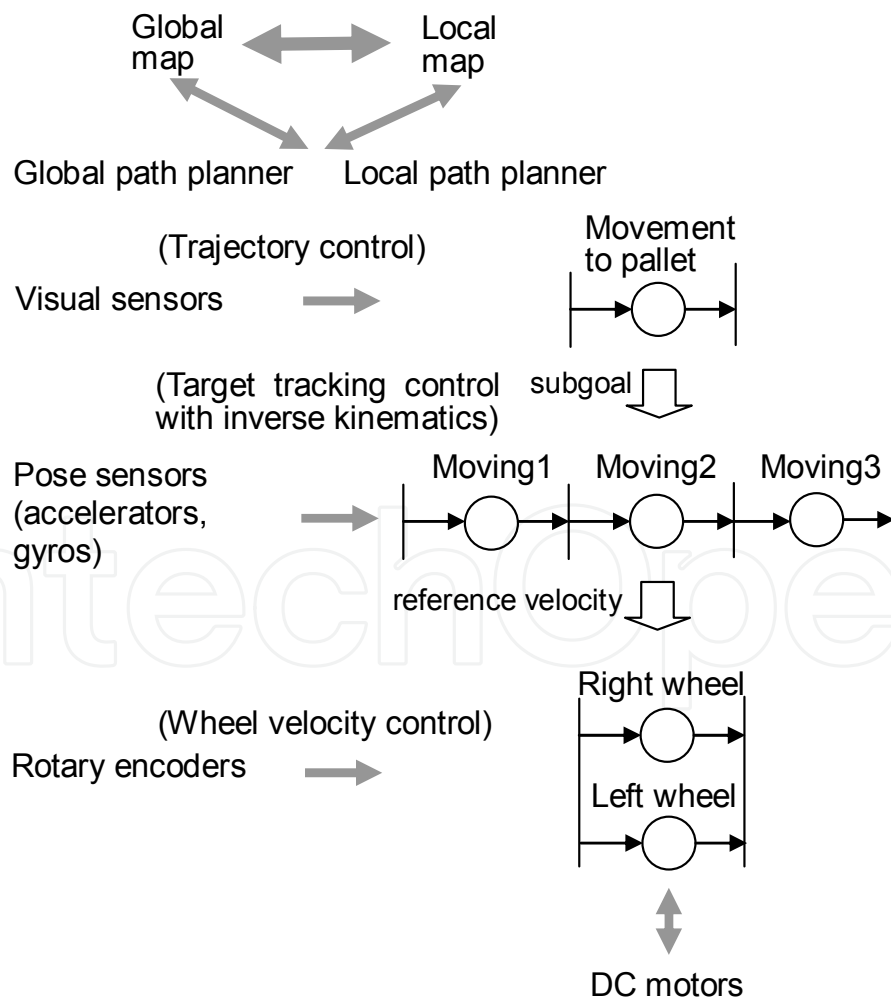 Global
map
Local
map
Global path planner
Local path planner
(Trajectory control)
Movement
to pallet
Visual sensors
(Target tracking control
with inverse kinematics)
subgoal
Pose sensors
(accelerators,
gyros)
Moving1
Moving2
Moving3
reference velocity
ntechOpe
Right wheel
(Wheel velocity control)
Rotary encoders
Left wheel
DC motors